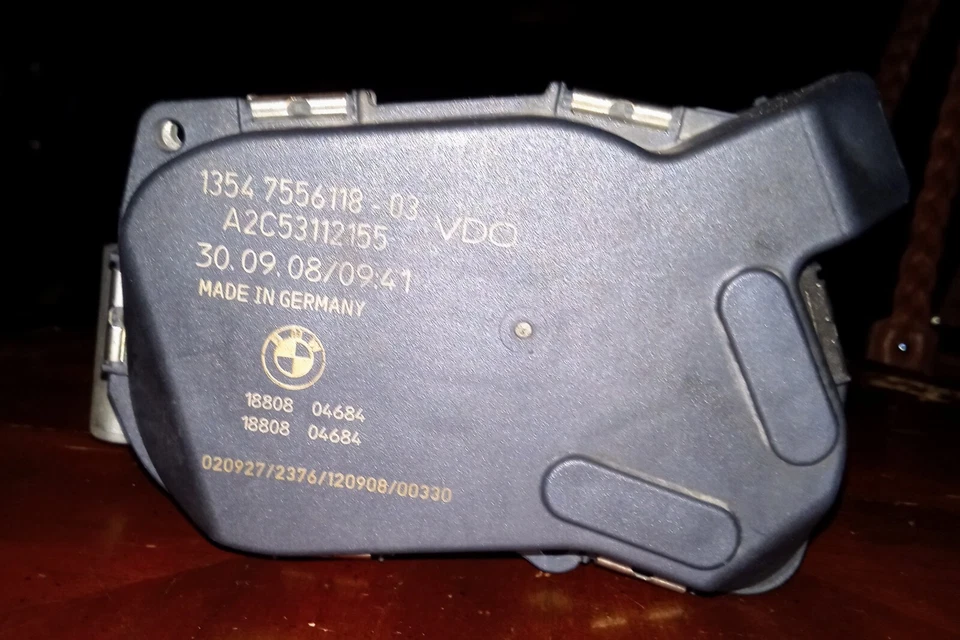 1354 7556118 - 03
A2C53112155 VDO
30.09.08/09:41
MADE IN GERMANY
BMW
18808 04684
18808 04684
020927/2376/120908/00330